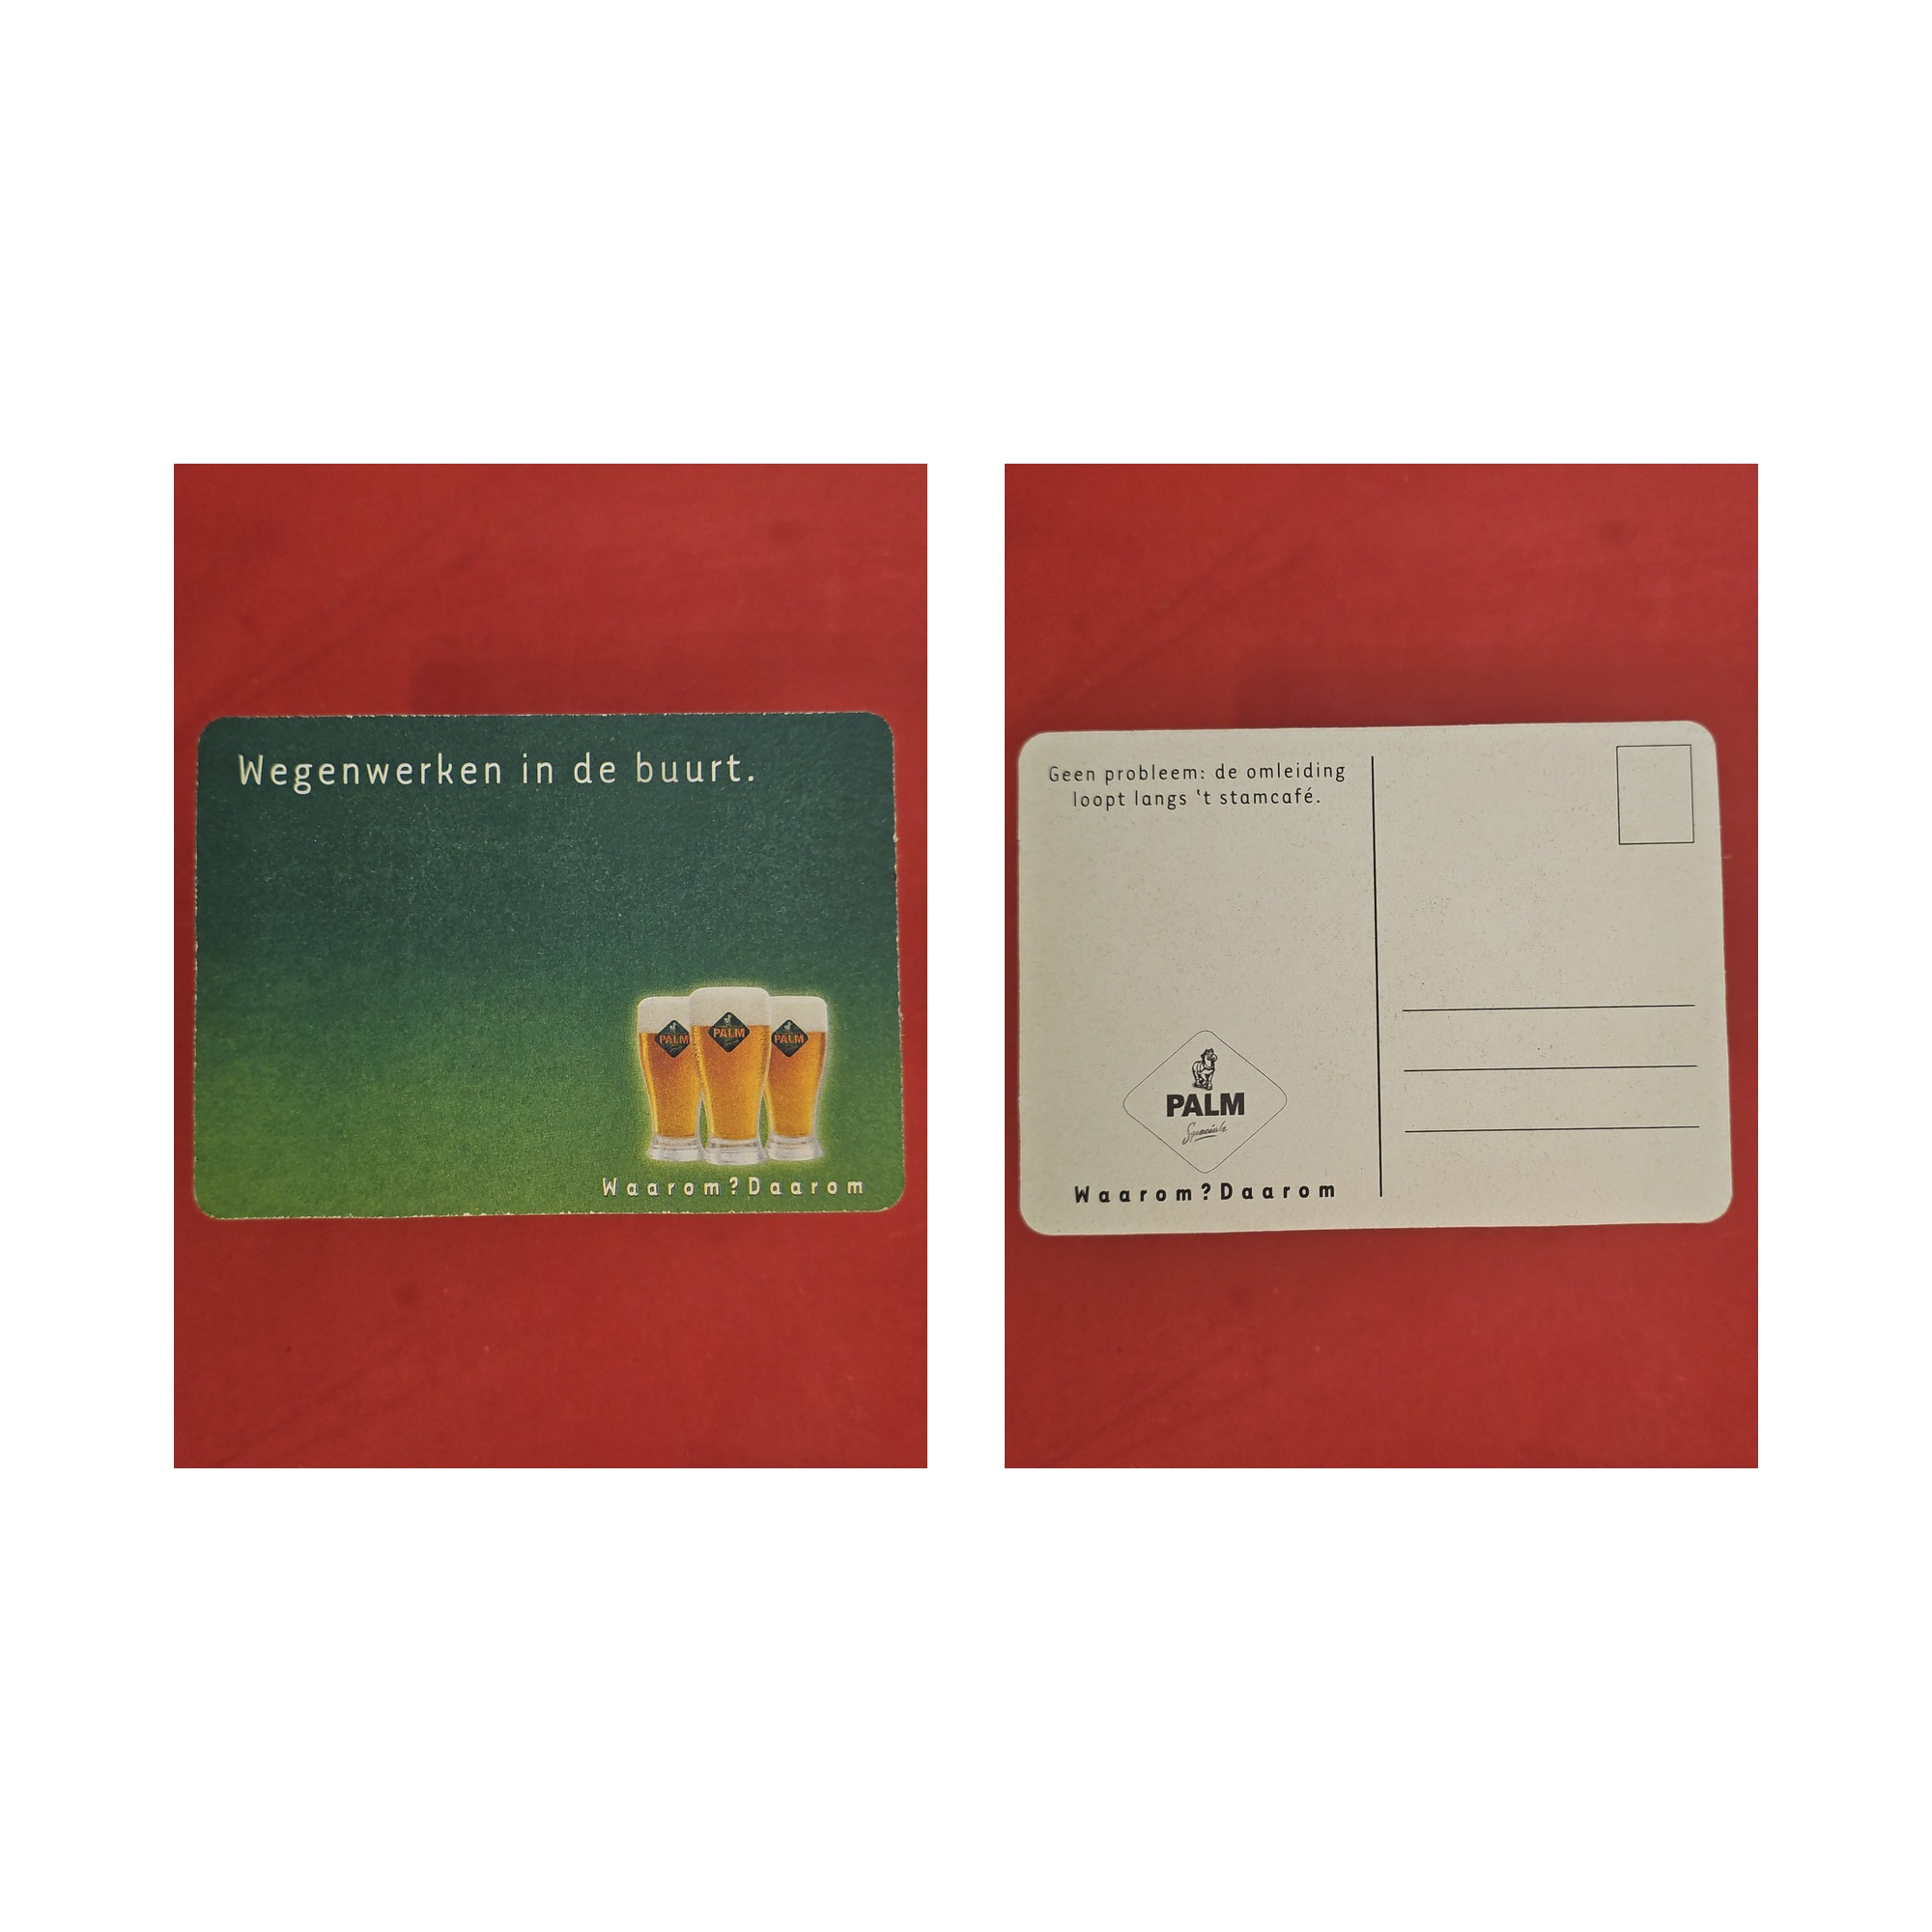 Wegenwerken in de buurt.
PALM
PALM
PALM
Waarom?Daarom
Geen probleem: de omleiding
loopt langs 't stamcafé.
PALM
Speciale
Waarom?Daarom